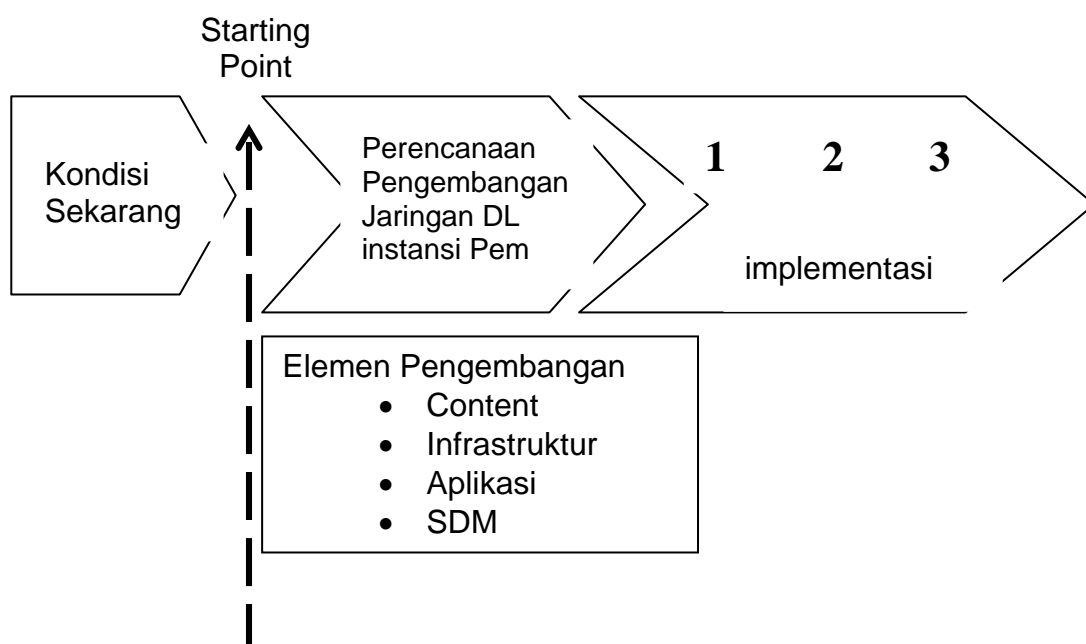 Starting
Point
Kondisi
Sekarang
Perencanaan
Pengembangan
Jaringan DL
instansi Pem
1 2 3
implementasi
Elemen Pengembangan
• Content
• Infrastruktur
• Aplikasi
• SDM